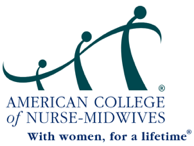 ®
AMERICAN COLLEGE
of NURSE-MIDWIVES
With women, for a lifetime®